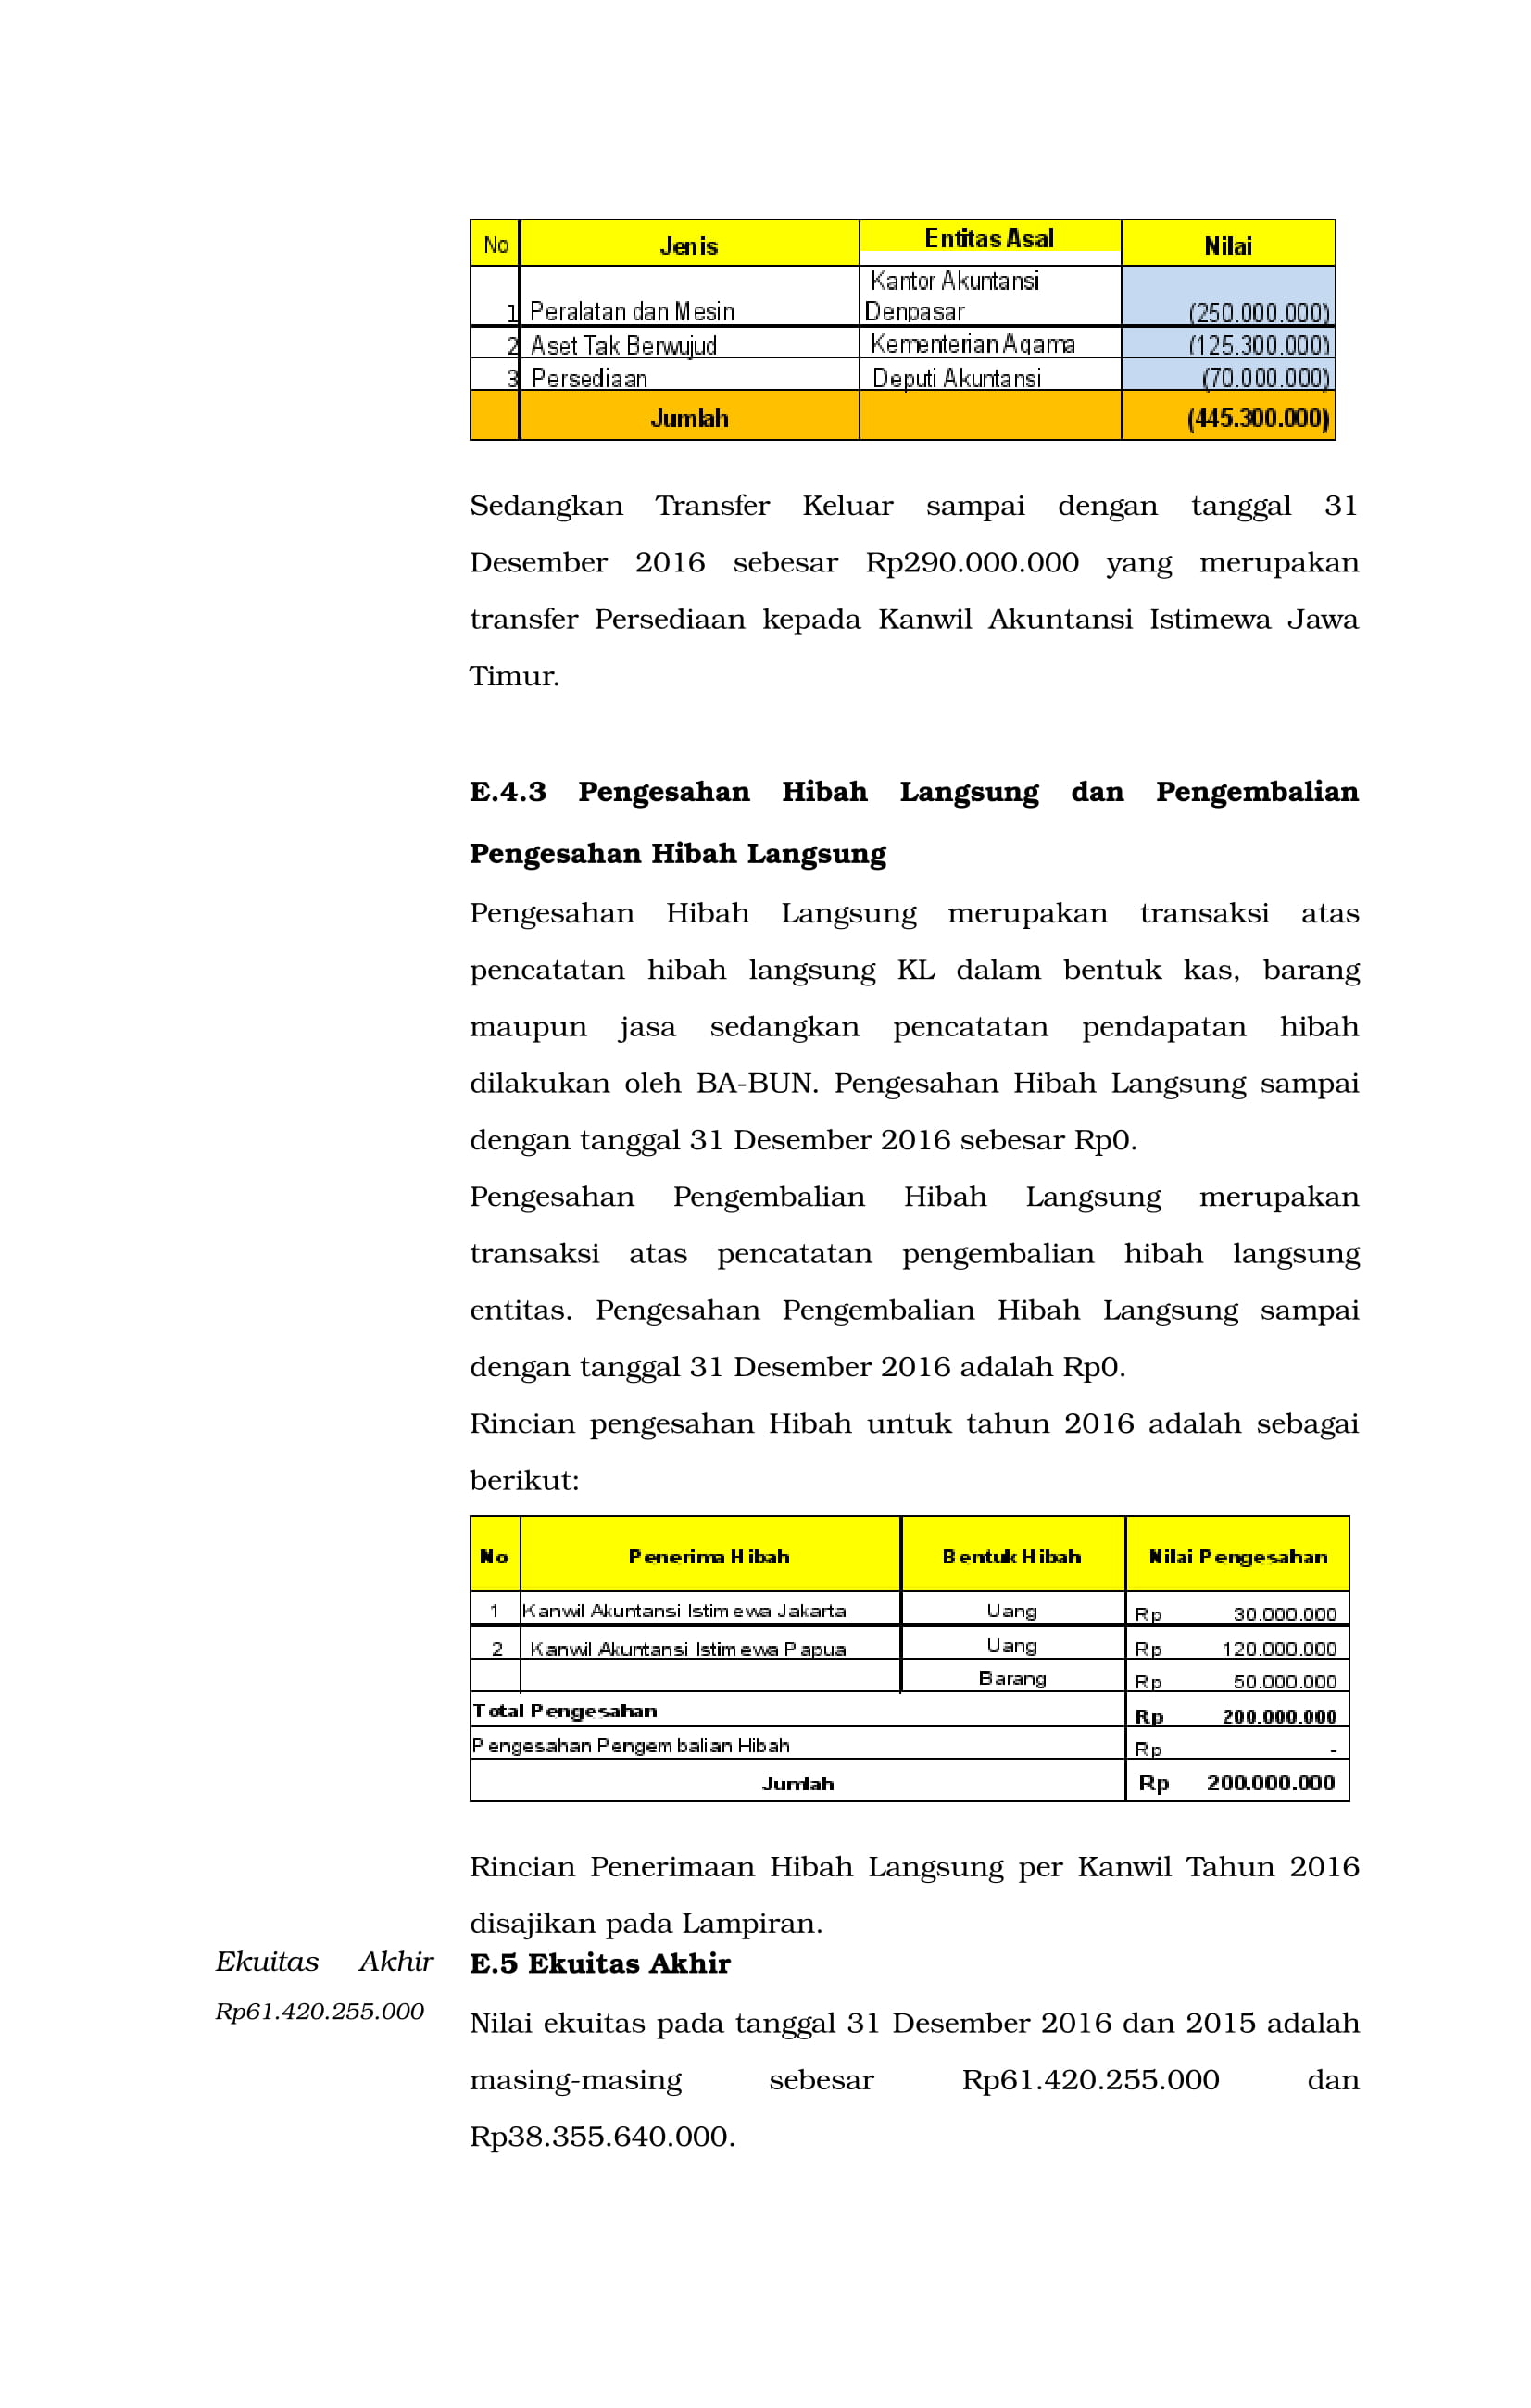 No Jenis Entitas Asal Nilai
Kantor Akuntansi
1 Peralatan dan Mesin Denpasar (250.000.000)
2 Aset Tak Berwujud Kementerian Agama (125.300.000)
3 Persediaan Deputi Akuntansi (70.000.000)
Jumlah (445.300.000)
Sedangkan Transfer Keluar sampai dengan tanggal 31
Desember 2016 sebesar Rp290.000.000 yang merupakan
transfer Persediaan kepada Kanwil Akuntansi Istimewa Jawa
Timur.
E.4.3 Pengesahan Hibah Langsung dan Pengembalian
Pengesahan Hibah Langsung
Pengesahan Hibah Langsung merupakan transaksi atas
pencatatan hibah langsung KL dalam bentuk kas, barang
maupun jasa sedangkan pencatatan pendapatan hibah
dilakukan oleh BA-BUN. Pengesahan Hibah Langsung sampai
dengan tanggal 31 Desember 2016 sebesar Rp0.
Pengesahan Pengembalian Hibah Langsung merupakan
transaksi atas pencatatan pengembalian hibah langsung
entitas. Pengesahan Pengembalian Hibah Langsung sampai
dengan tanggal 31 Desember 2016 adalah Rp0.
Rincian pengesahan Hibah untuk tahun 2016 adalah sebagai
berikut:
No Penerima Hibah Bentuk Hibah Nilai Pengesahan
1 Kanwil Akuntansi Istimewa Jakarta Uang Rp 30.000.000
2 Kanwil Akuntansi Istimewa Papua Uang Rp 120.000.000
Barang Rp 50.000.000
Total Pengesahan Rp 200.000.000
Pengesahan Pengembalian Hibah Rp -
Jumlah Rp 200.000.000
Rincian Penerimaan Hibah Langsung per Kanwil Tahun 2016
disajikan pada Lampiran.
Ekuitas Akhir
Rp61.420.255.000
E.5 Ekuitas Akhir
Nilai ekuitas pada tanggal 31 Desember 2016 dan 2015 adalah
masing-masing sebesar Rp61.420.255.000 dan
Rp38.355.640.000.